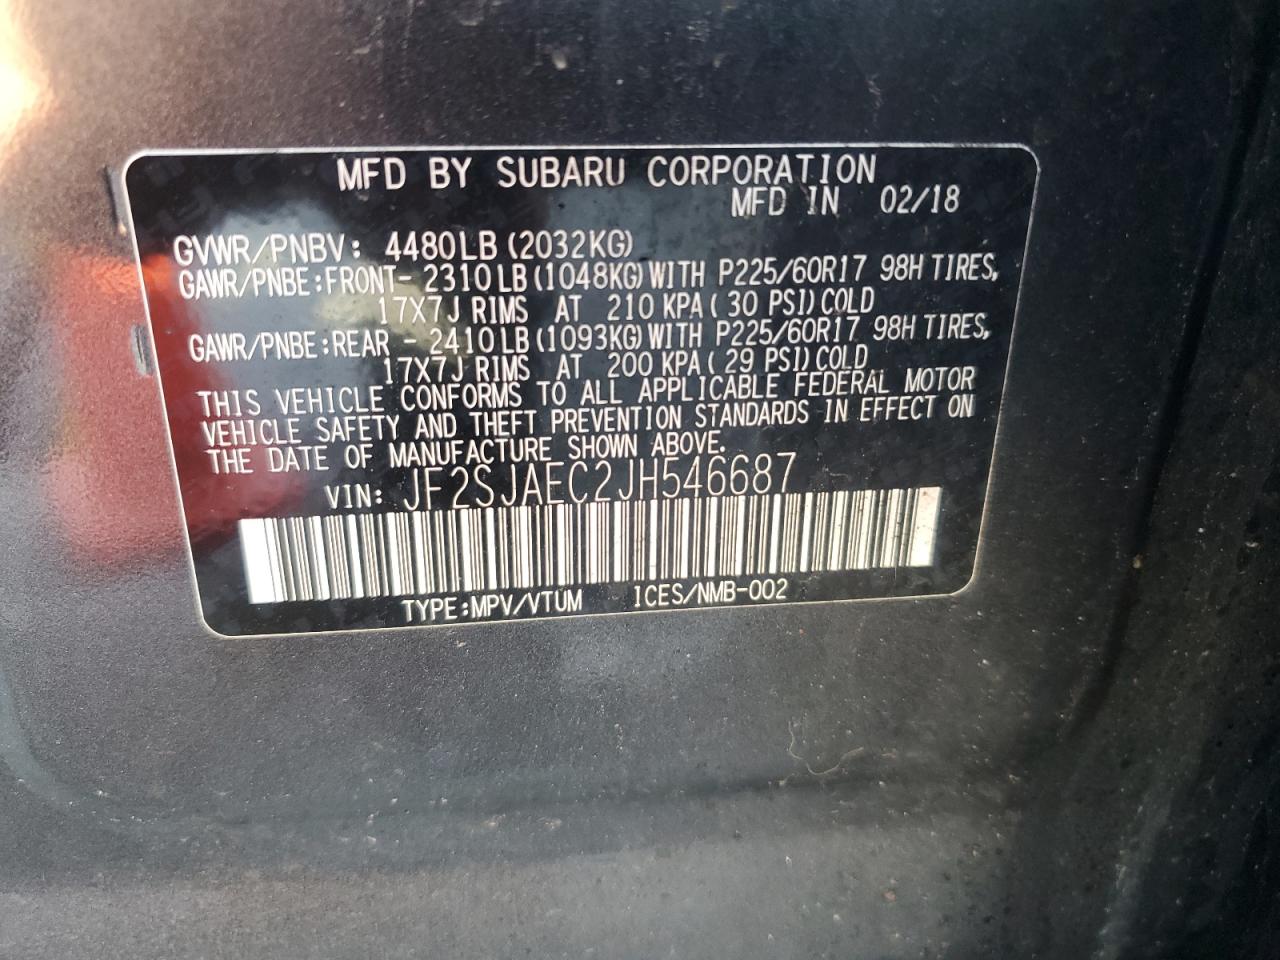 MFD BY SUBARU CORPORATION
MFD IN 02/18
GVWR/PNBV: 4480LB (2032KG)
GAWR/PNBE:FRONT- 2310LB (1048KG)WITH P225/60R17 98H TIRES,
17X7J RIMS AT 210 KPA( 30 PSI)COLD
GAWR/PNBE:REAR - 2410LB (1093KG)WITH P225/60R17 98H TIRES,
17X7J RIMS AT 200 KPA( 29 PSI)COLD
THIS VEHICLE CONFORMS TO ALL APPLICABLE FEDERAL MOTOR
VEHICLE SAFETY AND THEFT PREVENTION STANDARDS IN EFFECT ON
THE DATE OF MANUFACTURE SHOWN ABOVE.
VIN: JF2SJAEC2JH546687
TYPE:MPV/VTUM ICES/NMB-002